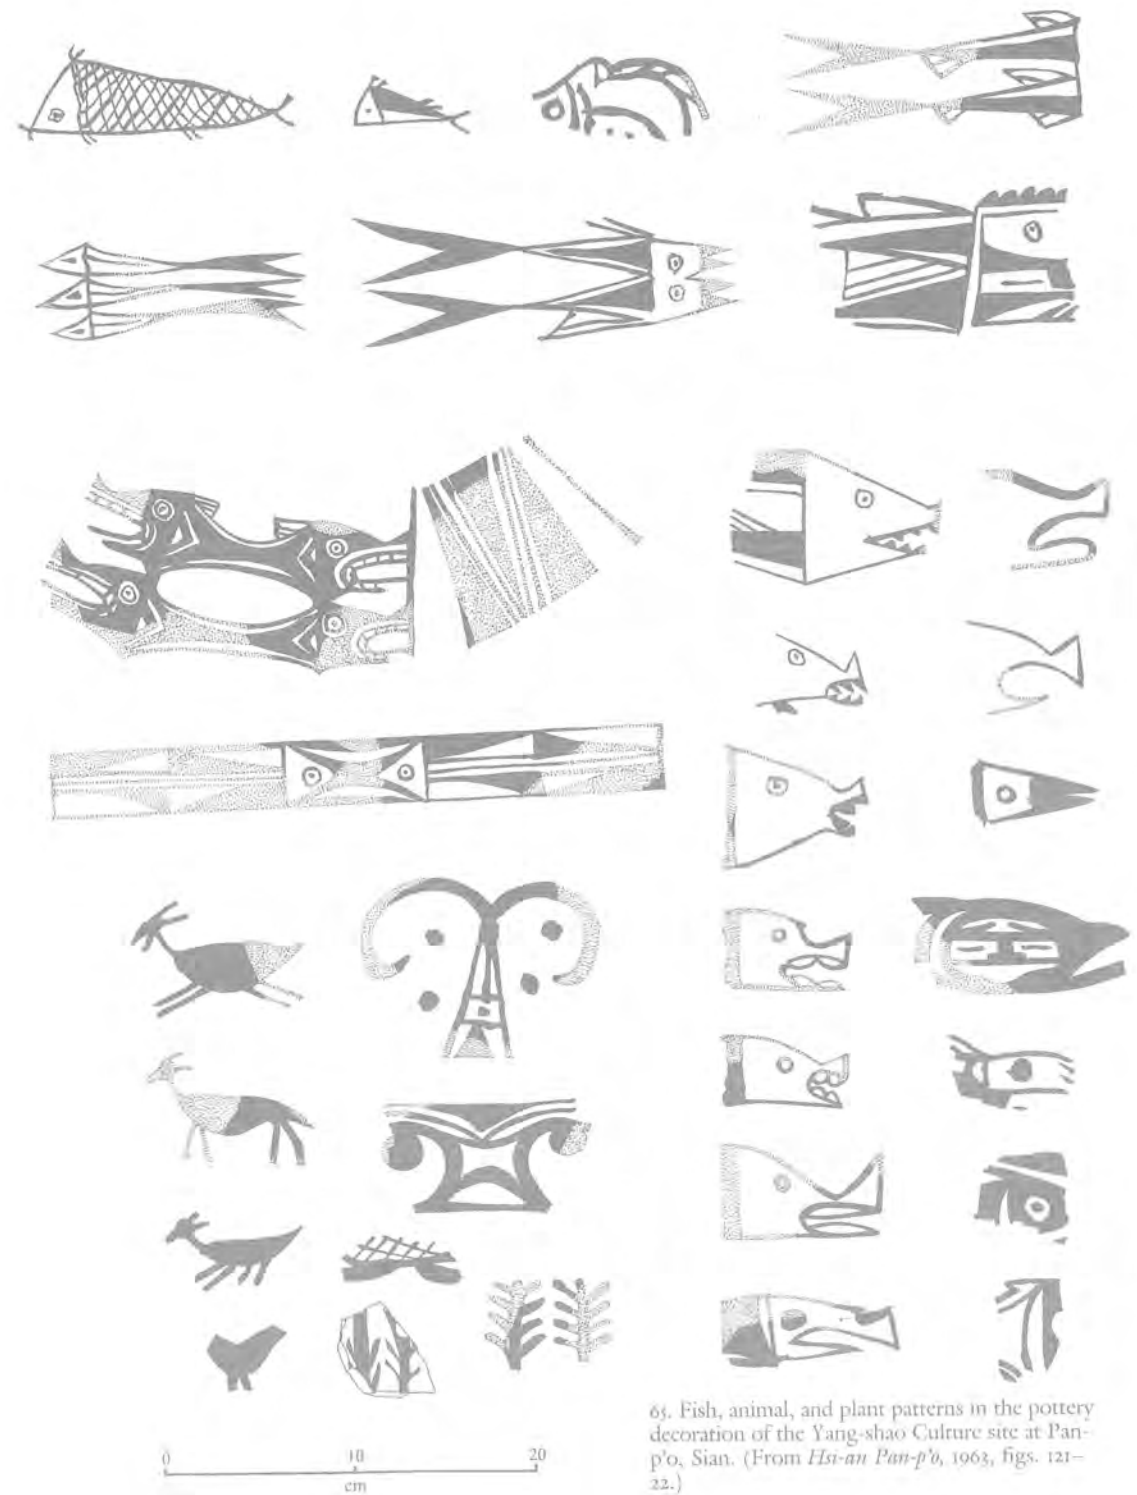 0 10 20
cm
65. Fish, animal, and plant patterns in the pottery
decoration of the Yang-shao Culture site at Pan-
p'o, Sian. (From Hsi-an Pan-p'o, 1963, figs. 121–
22.)